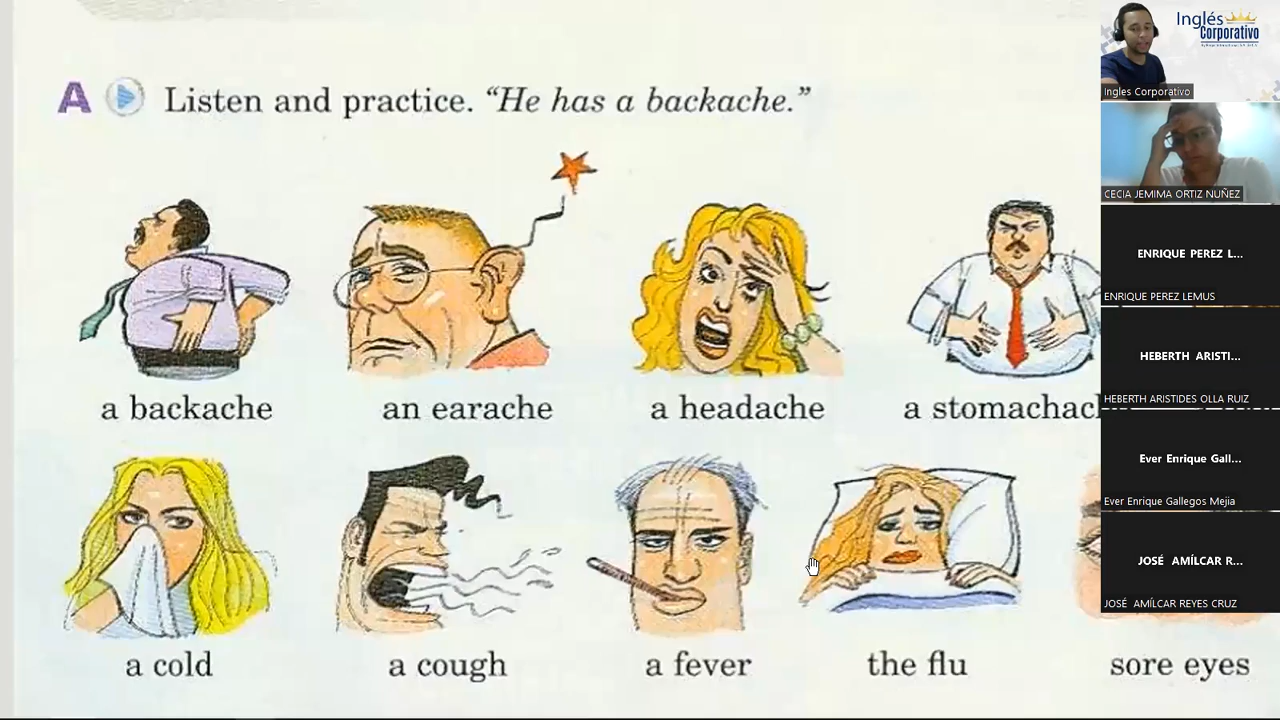 A Listen and practice. “He has a backache.”
a backache an earache a headache a
a cold a cough a fever the flu sore eyes
Inglés
Corporativo
Ingles Corporativo
CECIA JEMIMA ORTIZ NUÑEZ
ENRIQUE PEREZ L...
ENRIQUE PEREZ LEMUS
HEBERTH ARISTI...
HEBERTH ARISTIDES OLLA RUIZ
Ever Enrique Gall...
Ever Enrique Gallegos Mejia
JOSÉ AMÍLCAR R...
JOSÉ AMÍLCAR REYES CRUZ